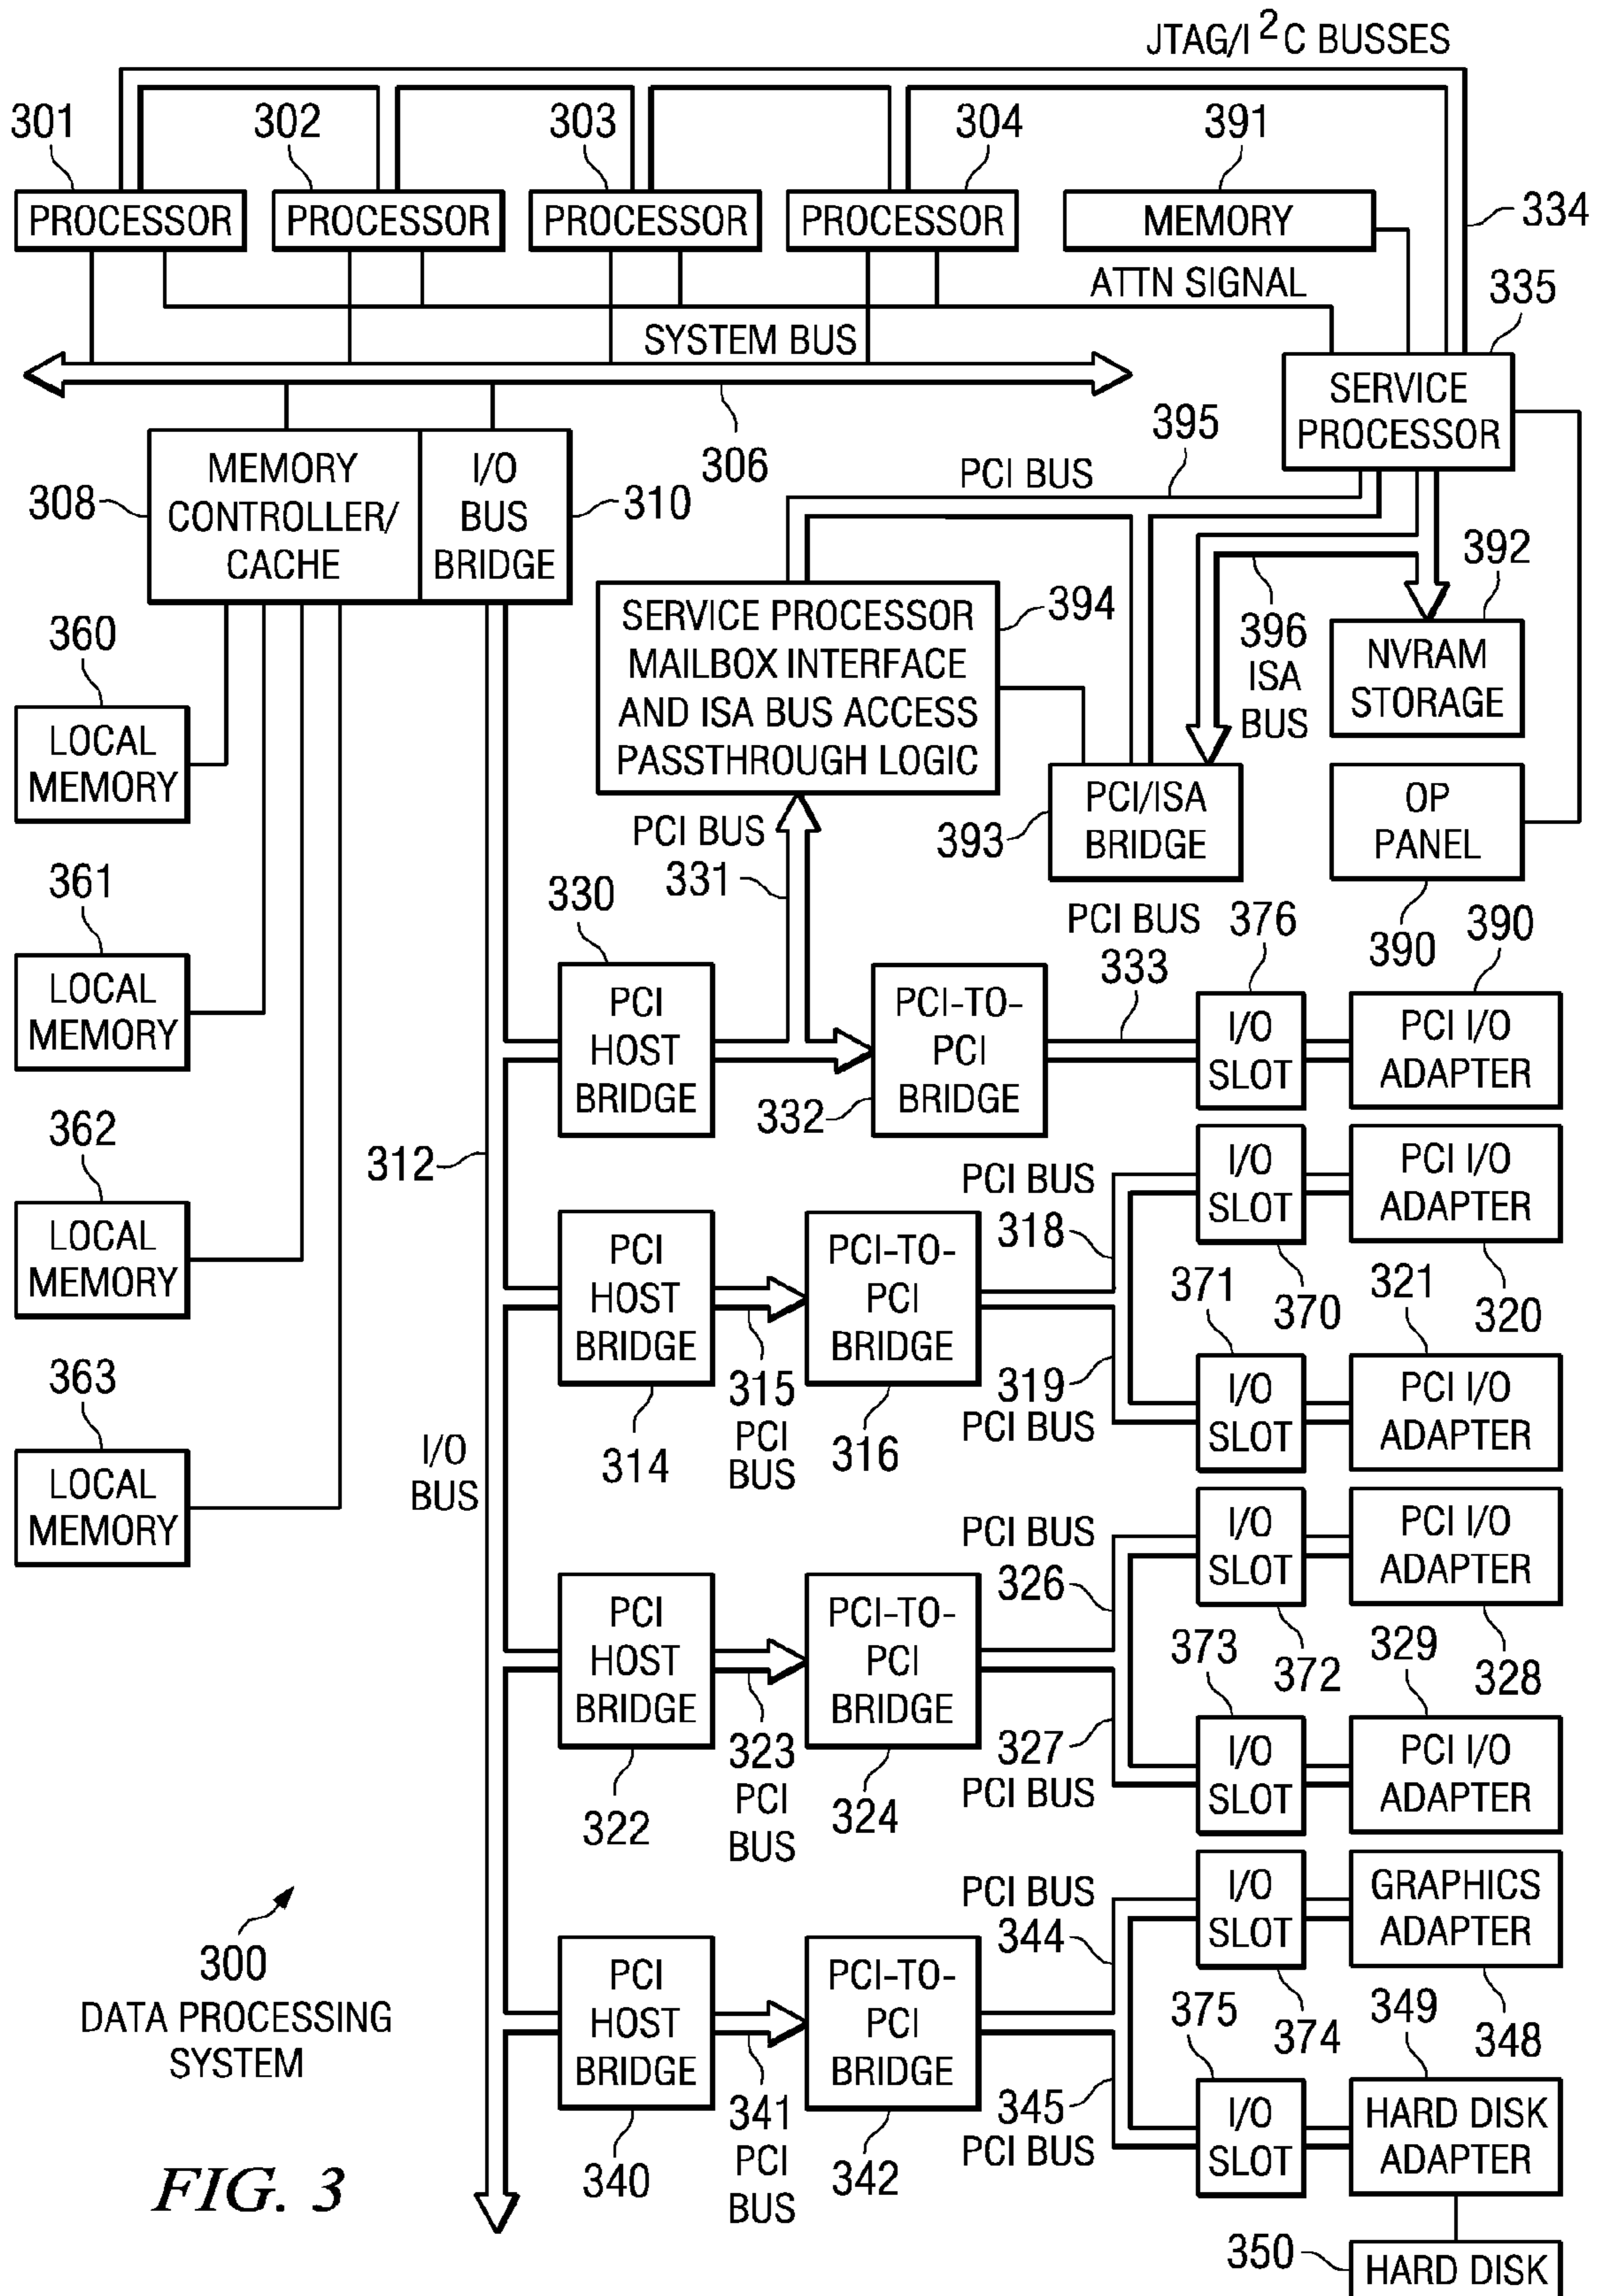 JTAG/I²C BUSSES
301
302
303
304
391
PROCESSOR
PROCESSOR
PROCESSOR
PROCESSOR
MEMORY
334
ATTN SIGNAL
335
SYSTEM BUS
306
SERVICE
PROCESSOR
308
MEMORY
CONTROLLER/
CACHE
I/O
BUS
BRIDGE
310
395
PCI BUS
392
396
ISA
BUS
NVRAM
STORAGE
SERVICE PROCESSOR
MAILBOX INTERFACE
AND ISA BUS ACCESS
PASSTHROUGH LOGIC
394
360
LOCAL
MEMORY
PCI BUS
331
393
PCI/ISA
BRIDGE
OP
PANEL
390
361
LOCAL
MEMORY
330
PCI
HOST
BRIDGE
332
PCI-TO-
PCI
BRIDGE
PCI BUS
333
376
I/O
SLOT
390
PCI I/O
ADAPTER
362
LOCAL
MEMORY
312
I/O
BUS
PCI
HOST
BRIDGE
314
315
PCI
BUS
PCI-TO-
PCI
BRIDGE
316
PCI BUS
318
319
PCI BUS
I/O
SLOT
370
PCI I/O
ADAPTER
320
371
I/O
SLOT
321
PCI I/O
ADAPTER
363
LOCAL
MEMORY
PCI
HOST
BRIDGE
322
323
PCI
BUS
PCI-TO-
PCI
BRIDGE
324
PCI BUS
326
327
PCI BUS
I/O
SLOT
372
PCI I/O
ADAPTER
328
373
I/O
SLOT
329
PCI I/O
ADAPTER
300
DATA PROCESSING
SYSTEM
PCI
HOST
BRIDGE
340
341
PCI
BUS
PCI-TO-
PCI
BRIDGE
342
PCI BUS
344
345
PCI BUS
I/O
SLOT
374
GRAPHICS
ADAPTER
348
375
I/O
SLOT
349
HARD DISK
ADAPTER
350
HARD DISK
FIG. 3